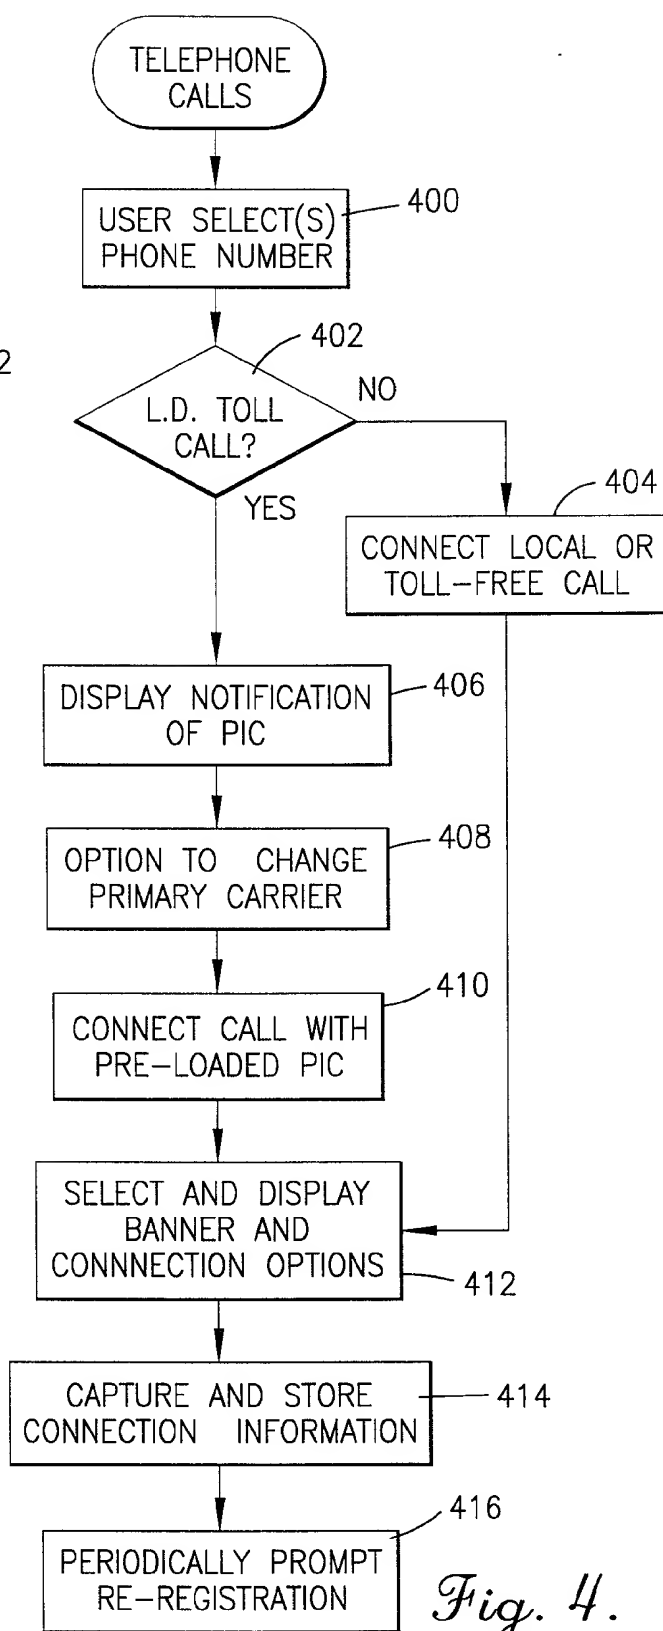 TELEPHONE
CALLS
USER SELECT(S)
PHONE NUMBER
400
2
402
L.D. TOLL
CALL?
NO
YES
404
CONNECT LOCAL OR
TOLL-FREE CALL
DISPLAY NOTIFICATION
OF PIC
406
OPTION TO CHANGE
PRIMARY CARRIER
408
410
CONNECT CALL WITH
PRE-LOADED PIC
SELECT AND DISPLAY
BANNER AND
CONNNECTION OPTIONS
412
CAPTURE AND STORE
CONNECTION INFORMATION
414
416
PERIODICALLY PROMPT
RE-REGISTRATION
Fig. 4.